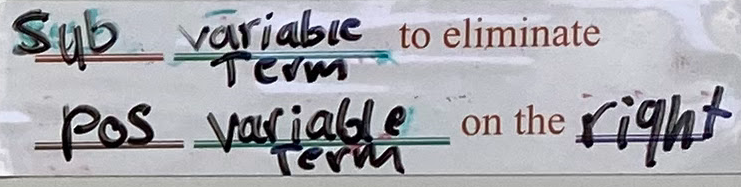 Sub variable to eliminate
Term
pos variable on the right
Term